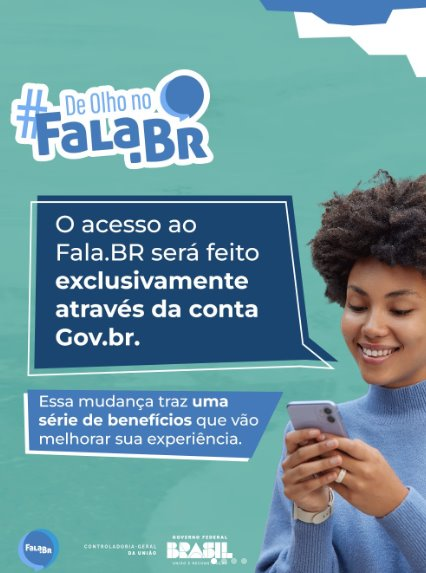 #De Olho no
Fala.BR
O acesso ao
Fala.BR será feito
exclusivamente
através da conta
Gov.br.
Essa mudança traz uma
série de benefícios que vão
melhorar sua experiência.
Fala.BR
CONTROLADORIA-GERAL
DA UNIÃO
GOVERNO FEDERAL
BRASIL
UNIÃO E RECONSTRUÇÃO